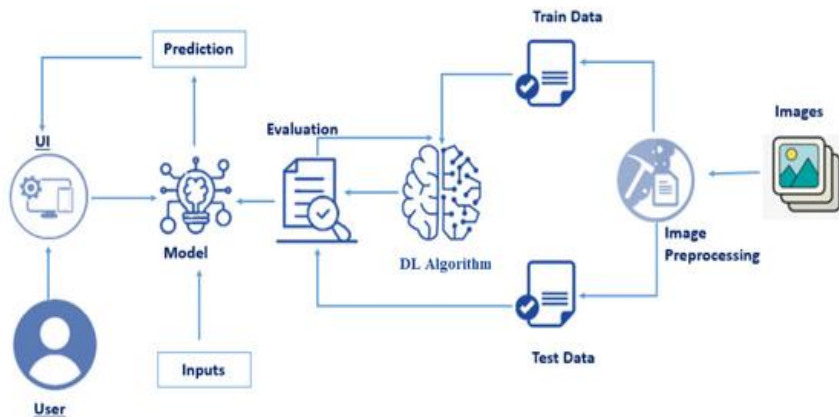 Train Data
Prediction
Images
Evaluation
UI
Model
DL Algorithm
Image
Preprocessing
Test Data
Inputs
User